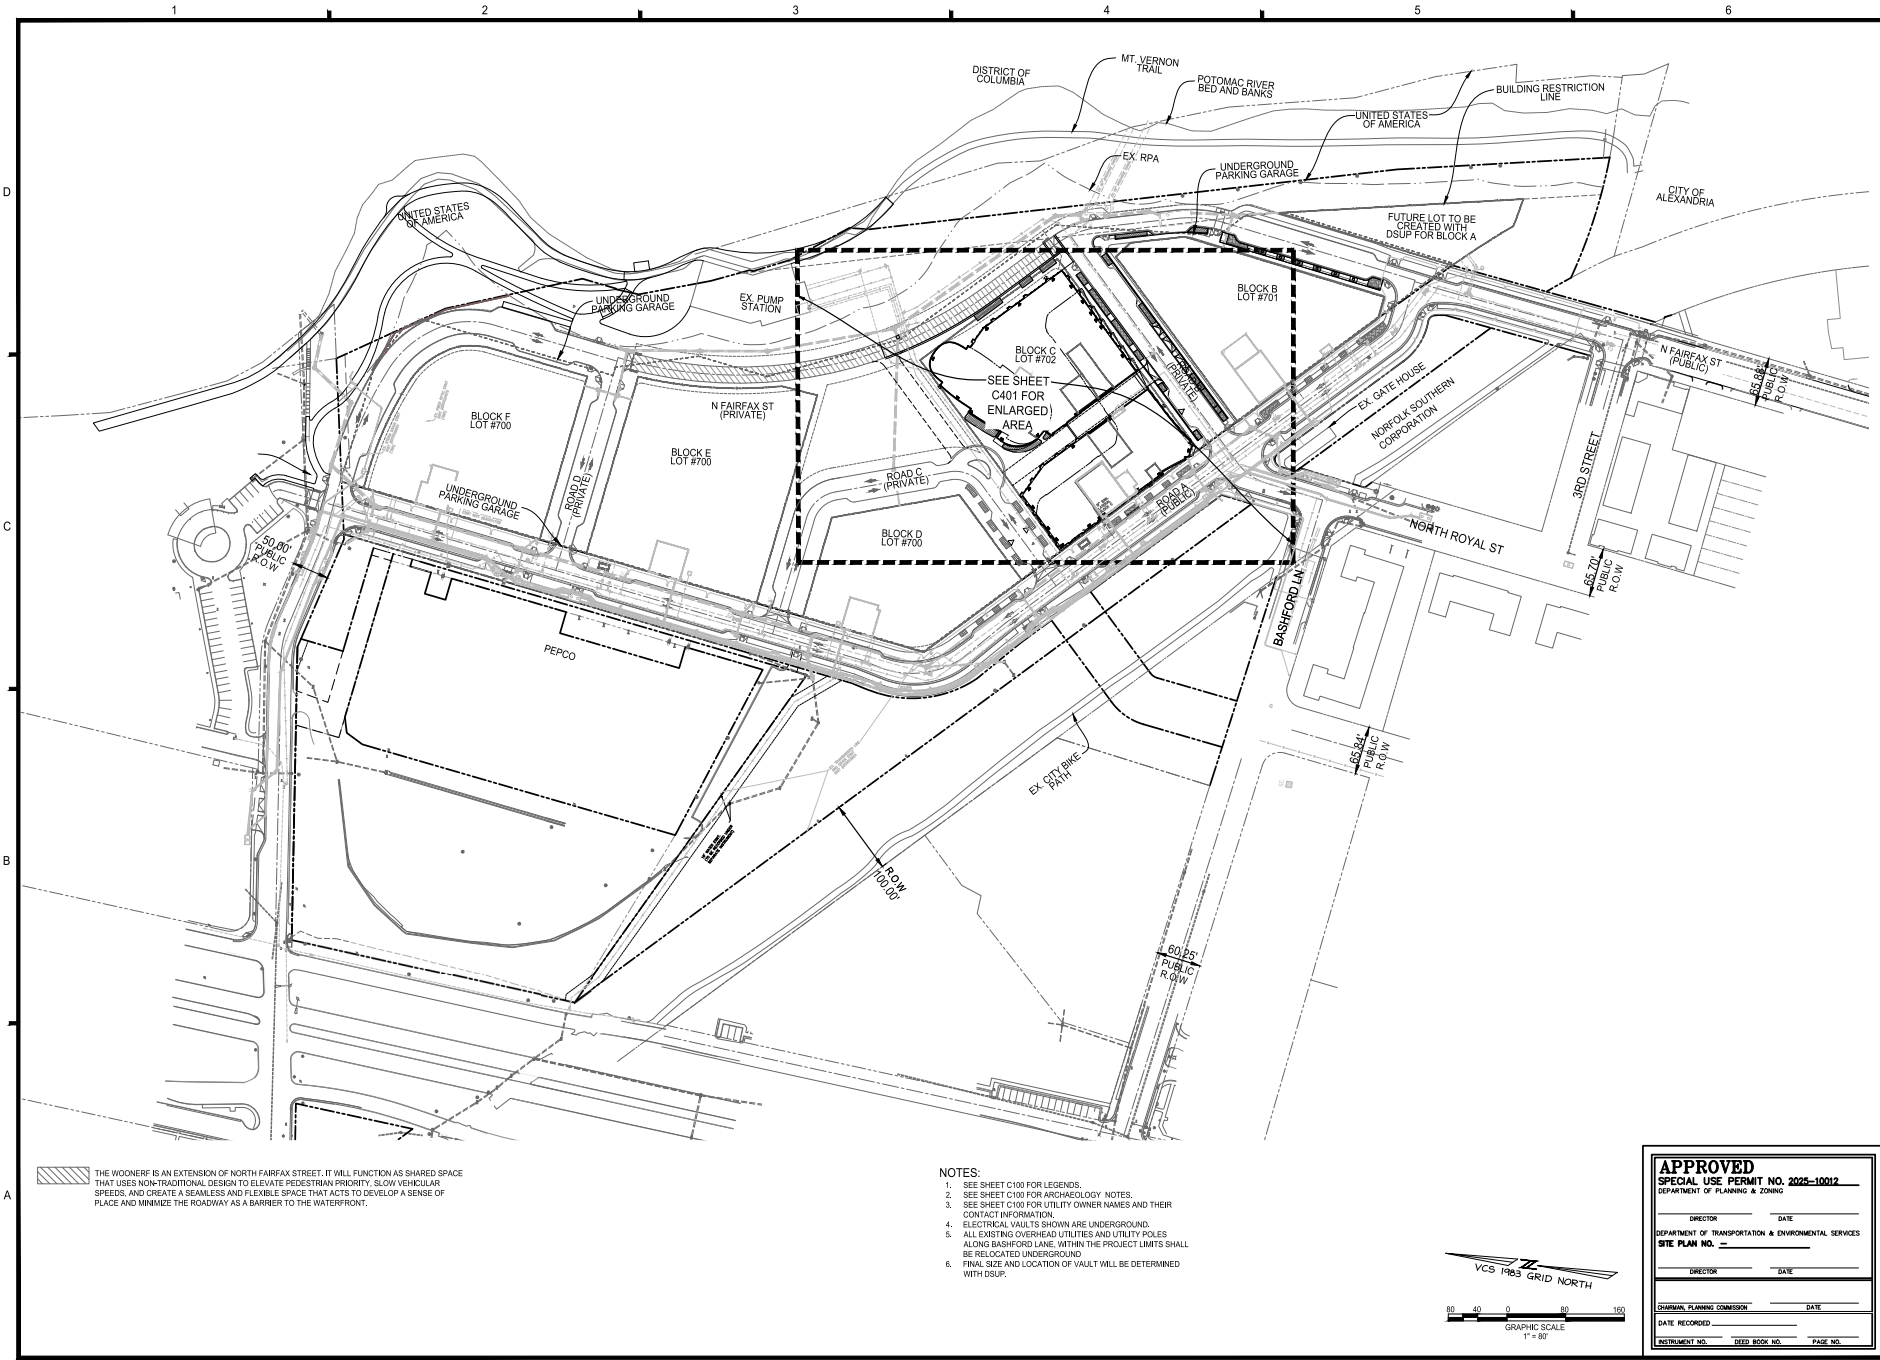 1
2
3
4
5
6
D
C
B
A
DISTRICT OF
COLUMBIA
MT. VERNON
TRAIL
POTOMAC RIVER
BED AND BANKS
BUILDING RESTRICTION
LINE
UNITED STATES
OF AMERICA
EX. RPA
UNDERGROUND
PARKING GARAGE
CITY OF
ALEXANDRIA
UNITED STATES
OF AMERICA
FUTURE LOT TO BE
CREATED WITH
DSUP FOR BLOCK A
EX. PUMP
STATION
UNDERGROUND
PARKING GARAGE
BLOCK B
LOT #701
BLOCK C
LOT #702
SEE SHEET
C401 FOR
ENLARGED
AREA
(PRIVATE)
N FAIRFAX ST
(PUBLIC)
65.88'
PUBLIC
R.O.W
EX. GATE HOUSE
NORFOLK SOUTHERN
CORPORATION
BLOCK F
LOT #700
N FAIRFAX ST
(PRIVATE)
BLOCK E
LOT #700
ROAD D
(PRIVATE)
ROAD C
(PRIVATE)
ROAD A
(PUBLIC)
3RD STREET
UNDERGROUND
PARKING GARAGE
BLOCK D
LOT #700
NORTH ROYAL ST
50.00'
PUBLIC
R.O.W
65.70'
PUBLIC
R.O.W
BASHFORD LN
PEPCO
65.84'
PUBLIC
R.O.W
EX. CITY BIKE
PATH
R.O.W
100.00'
60.25'
PUBLIC
R.O.W
THE WOONERF IS AN EXTENSION OF NORTH FAIRFAX STREET. IT WILL FUNCTION AS SHARED SPACE
THAT USES NON-TRADITIONAL DESIGN TO ELEVATE PEDESTRIAN PRIORITY, SLOW VEHICULAR
SPEEDS, AND CREATE A SEAMLESS AND FLEXIBLE SPACE THAT ACTS TO DEVELOP A SENSE OF
PLACE AND MINIMIZE THE ROADWAY AS A BARRIER TO THE WATERFRONT.
NOTES:
1. SEE SHEET C100 FOR LEGENDS.
2. SEE SHEET C100 FOR ARCHAEOLOGY NOTES.
3. SEE SHEET C100 FOR UTILITY OWNER NAMES AND THEIR
CONTACT INFORMATION.
4. ELECTRICAL VAULTS SHOWN ARE UNDERGROUND.
5. ALL EXISTING OVERHEAD UTILITIES AND UTILITY POLES
ALONG BASHFORD LANE, WITHIN THE PROJECT LIMITS SHALL
BE RELOCATED UNDERGROUND
6. FINAL SIZE AND LOCATION OF VAULT WILL BE DETERMINED
WITH DSUP.
VCS 1983 GRID NORTH
80 40 0 80 160
GRAPHIC SCALE
1" = 80'
APPROVED
SPECIAL USE PERMIT NO. 2025-10012
DEPARTMENT OF PLANNING & ZONING
DIRECTOR DATE
DEPARTMENT OF TRANSPORTATION & ENVIRONMENTAL SERVICES
SITE PLAN NO. –
DIRECTOR DATE
CHAIRMAN, PLANNING COMMISSION DATE
DATE RECORDED
INSTRUMENT NO. DEED BOOK NO. PAGE NO.